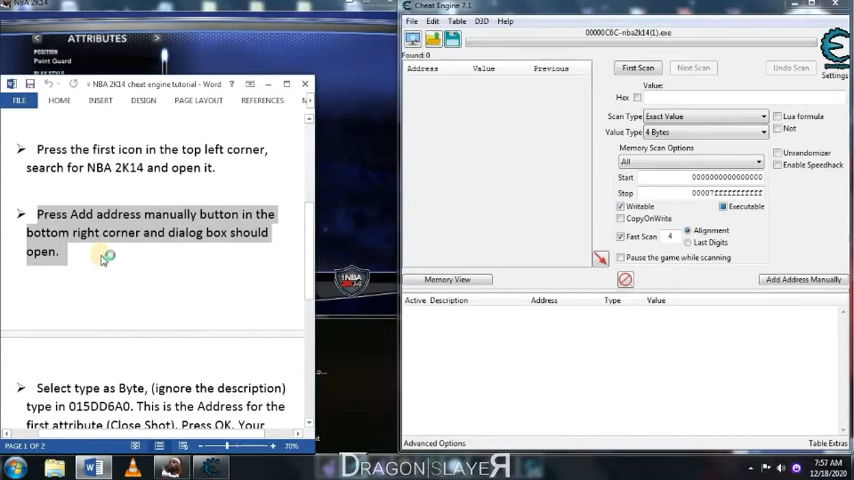 NBA 2K14
ATTRIBUTES
POSITION
Point Guard
NBA 2K14 cheat engine tutorial - Word
FILE HOME INSERT DESIGN PAGE LAYOUT REFERENCES
Press the first icon in the top left corner,
search for NBA 2K14 and open it.
Press Add address manually button in the
bottom right corner and dialog box should
open.
Select type as Byte, (ignore the description)
type in 015DD6A0. This is the Address for the
first attribute (Close Shot). Press OK. Your
PAGE 1 OF 2 70%
NBA
2K14
Cheat Engine 7.1
File Edit Table D3D Help
00000C6C-nba2k14(1).exe
Found: 0
Address Value Previous
First Scan Next Scan Undo Scan
Settings
Value:
Hex
Scan Type Exact Value
Lua formula
Value Type 4 Bytes
Not
Memory Scan Options
All
Unrandomizer
Enable Speedhack
Start
Stop
Writable Executable
CopyOnWrite
Fast Scan 4 Alignment
Last Digits
Pause the game while scanning
Memory View Add Address Manually
Active Description Address Type Value
Advanced Options Table Extras
DRAGON SLAYER
7:57 AM
12/18/2020